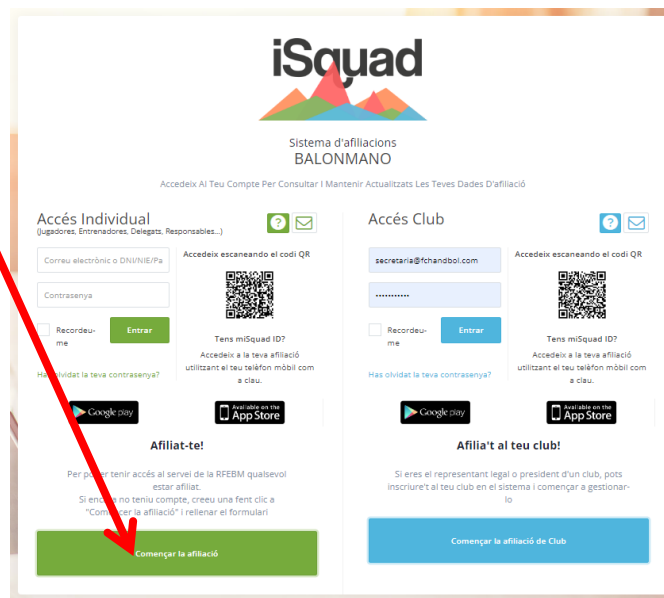 iSquad
Sistema d'afiliacions
BALONMANO
Accedeix Al Teu Compte Per Consultar I Mantenir Actualitzats Les Teves Dades D'afiliació
Accés Individual
(Jugadores, Entrenadores, Delegats, Responsables...)
?
Correu electrònic o DNI/NIE/Pa
Contrasenya
Recordeu-
me
Entrar
Has olvidat la teva contrasenya?
Accedeix escaneando el codi QR
Tens miSquad ID?
Accedeix a la teva afiliació
utilitzant el teu telèfon mòbil com
a clau.
Google play
Available on the
App Store
Afiliat-te!
Per poder tenir accés al servei de la RFEBM qualsevol
estar afiliat.
Si encara no teniu compte, creeu una fent clic a
"Començar la afiliació" i rellenar el formulari
Començar la afiliació
Accés Club
?
secretaria@fchandbol.com
•••••••••••
Recordeu-
me
Entrar
Has olvidat la teva contrasenya?
Accedeix escaneando el codi QR
Tens miSquad ID?
Accedeix a la teva afiliació
utilitzant el teu telèfon mòbil com
a clau.
Google play
Available on the
App Store
Afilia't al teu club!
Si eres el representant legal o president d'un club, pots
inscriure't al teu club en el sistema i començar a gestionar-
lo
Començar la afiliació de Club